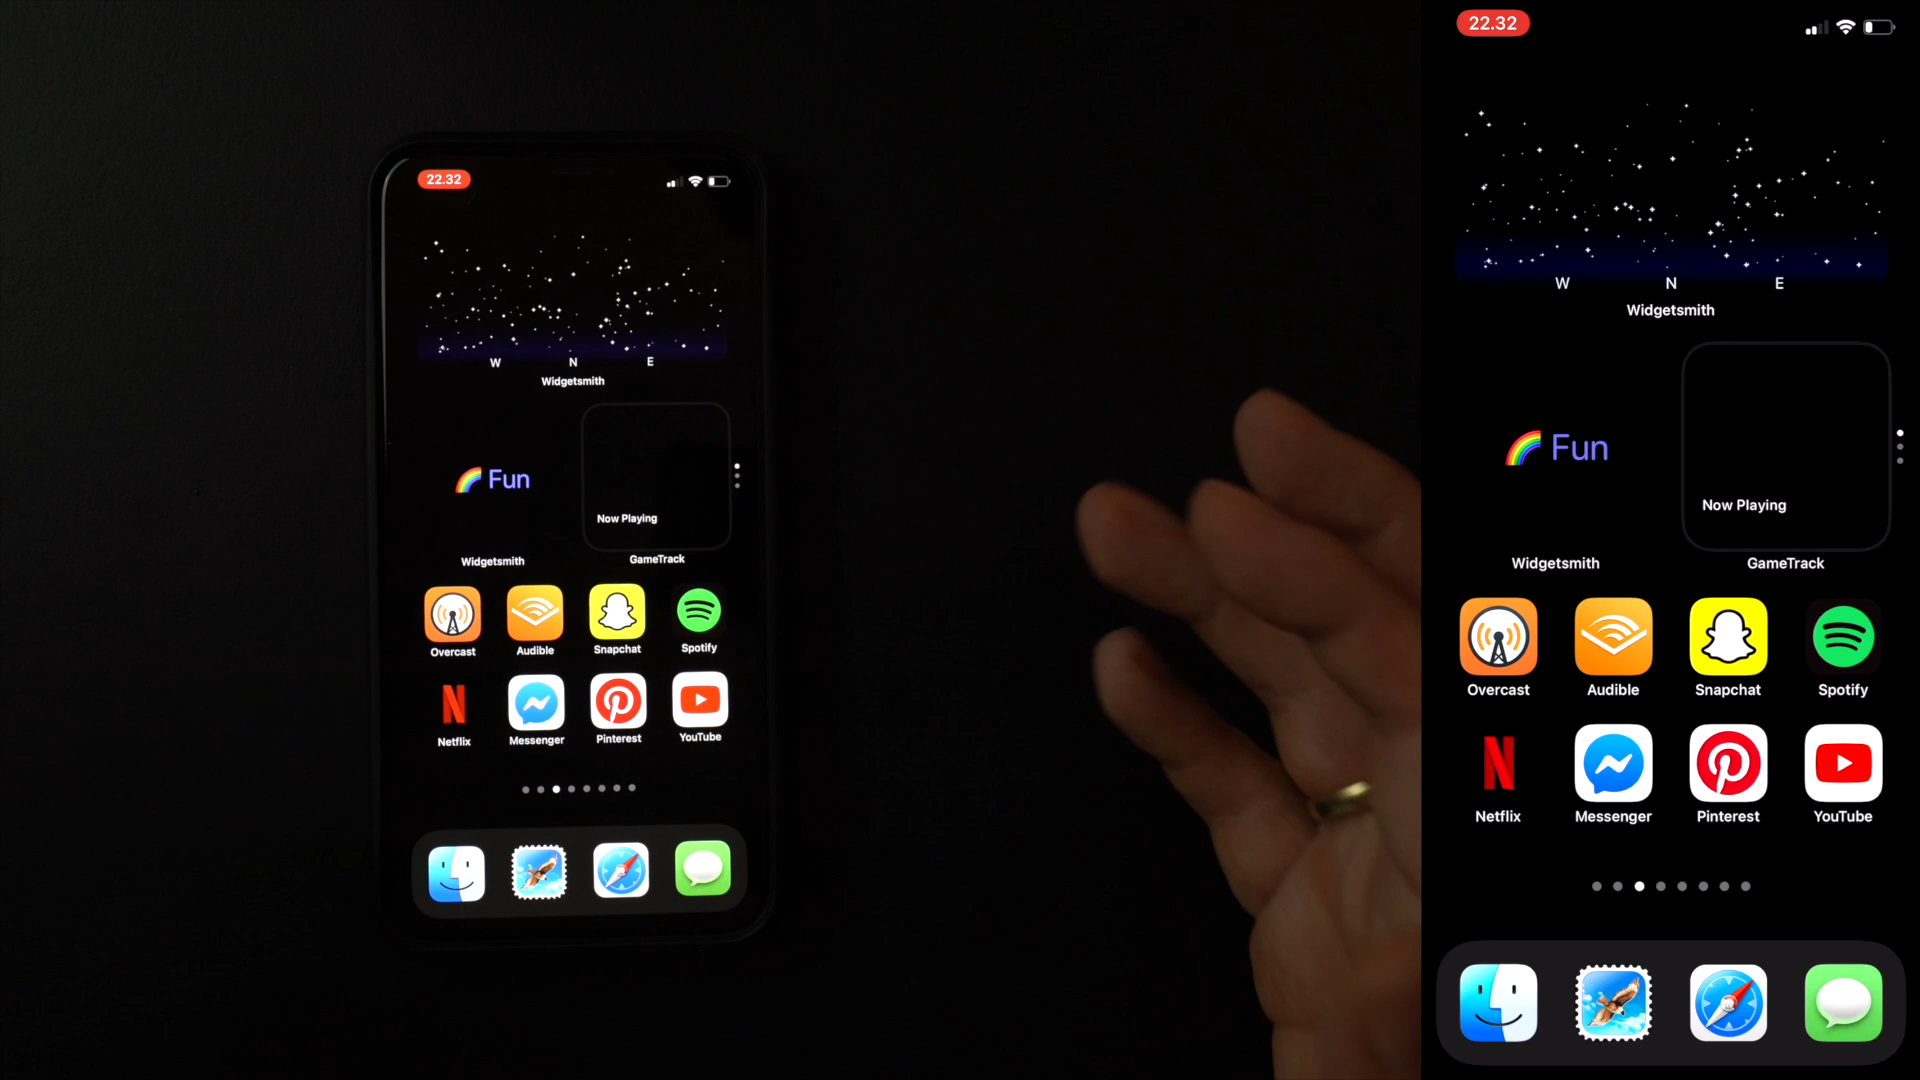 22.32
W N E
Widgetsmith
Fun
Now Playing
Widgetsmith GameTrack
Overcast Audible Snapchat Spotify
Netflix Messenger Pinterest YouTube
22.32
W N E
Widgetsmith
Fun
Now Playing
Widgetsmith GameTrack
Overcast Audible Snapchat Spotify
Netflix Messenger Pinterest YouTube